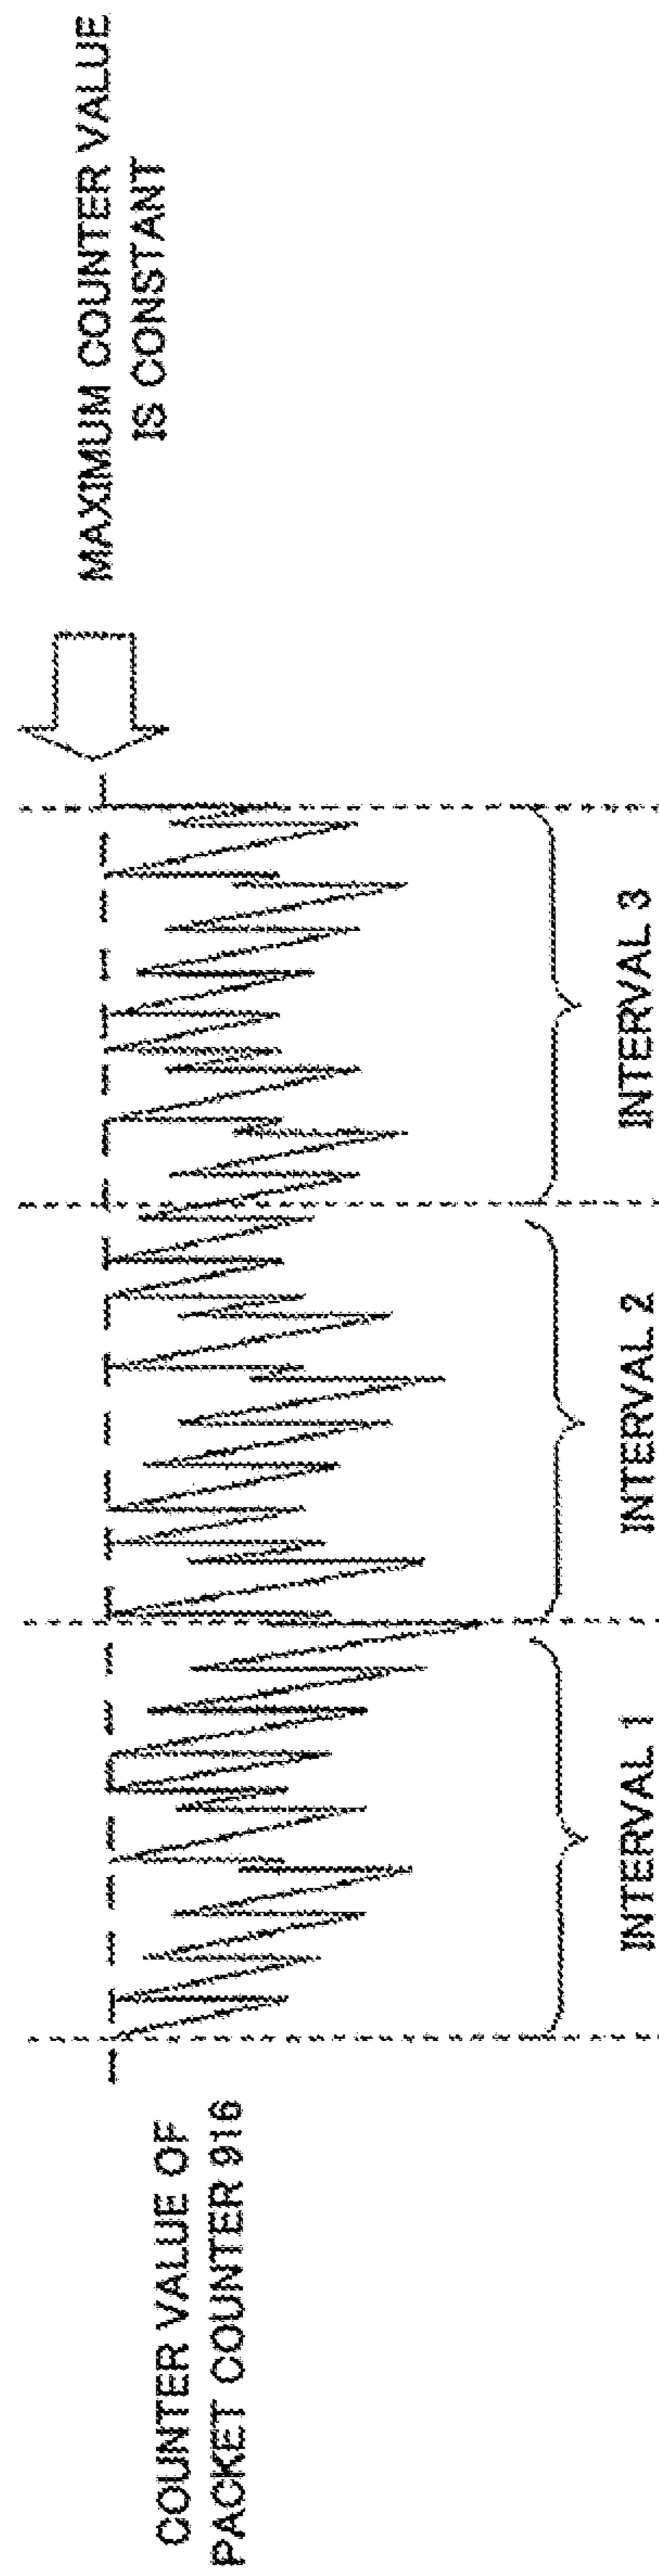 COUNTER VALUE OF
PACKET COUNTER 916
MAXIMUM COUNTER VALUE
IS CONSTANT
INTERVAL 1
INTERVAL 2
INTERVAL 3